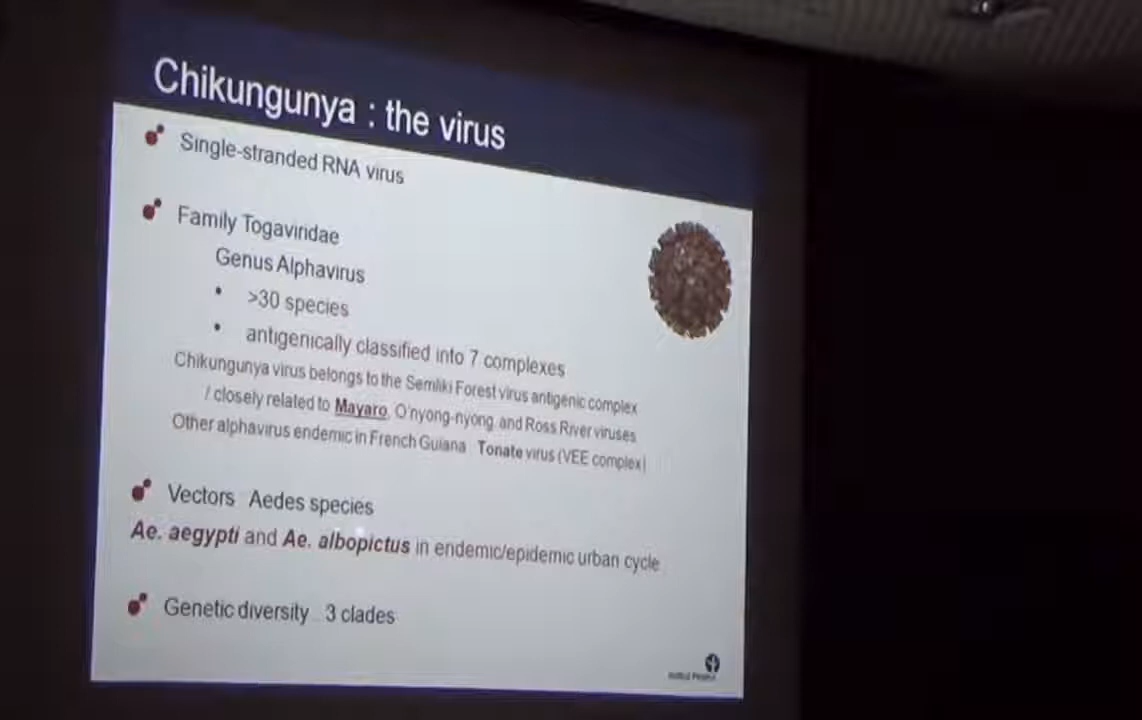 Chikungunya : the virus
Single-stranded RNA virus
Family Togaviridae
Genus Alphavirus
• >30 species
• antigenically classified into 7 complexes
Chikungunya virus belongs to the Semliki Forest virus antigenic complex
/ closely related to Mayaro, O'nyong-nyong, and Ross River viruses
Other alphavirus endemic in French Guiana Tonate virus (VEE complex)
Vectors Aedes species
Ae. aegypti and Ae. albopictus in endemic/epidemic urban cycle
Genetic diversity 3 clades
Institut